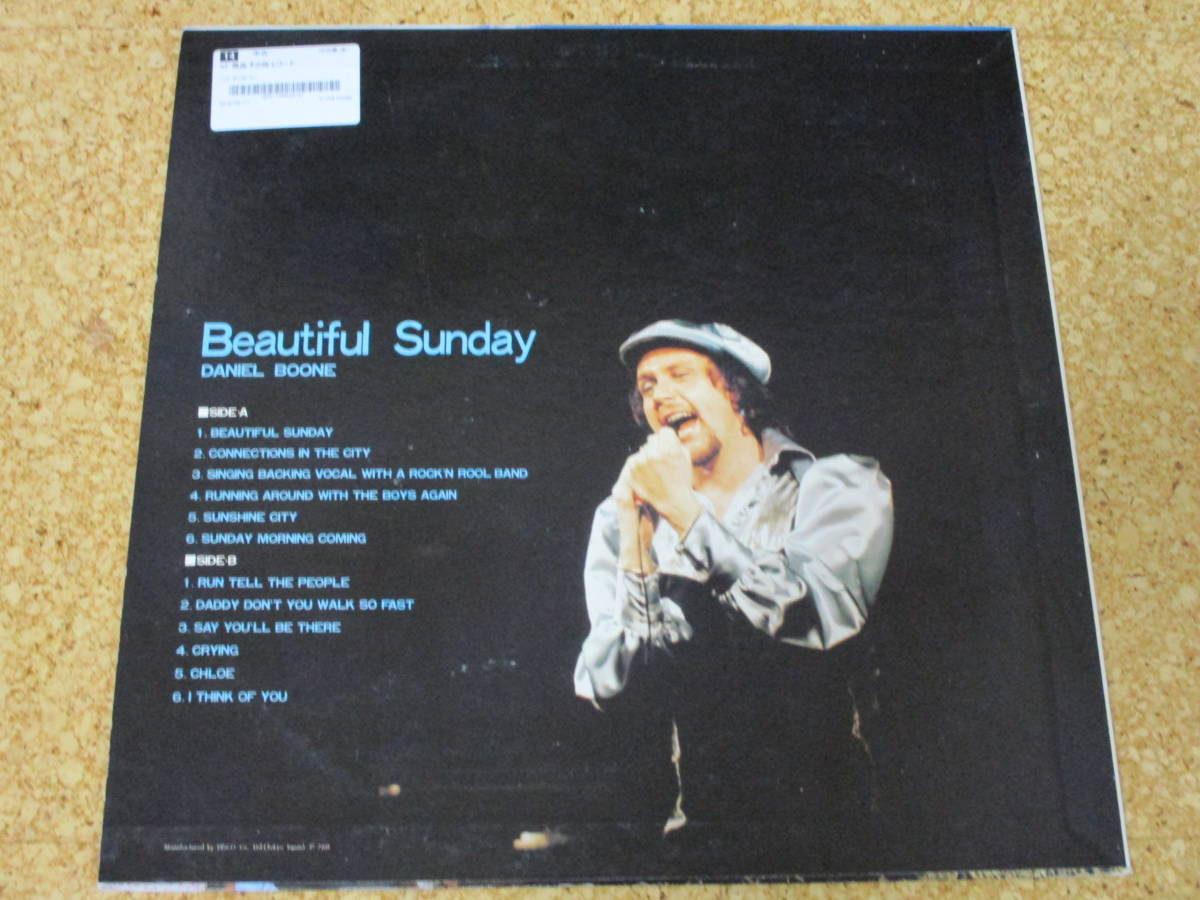 14
Beautiful Sunday
DANIEL BOONE
SIDE·A
1. BEAUTIFUL SUNDAY
2. CONNECTIONS IN THE CITY
3. SINGING BACKING VOCAL WITH A ROCK'N ROOL BAND
4. RUNNING AROUND WITH THE BOYS AGAIN
5. SUNSHINE CITY
6. SUNDAY MORNING COMING
SIDE·B
1. RUN TELL THE PEOPLE
2. DADDY DON'T YOU WALK SO FAST
3. SAY YOU'LL BE THERE
4. CRYING
5. CHLOE
6. I THINK OF YOU
Manufactured by